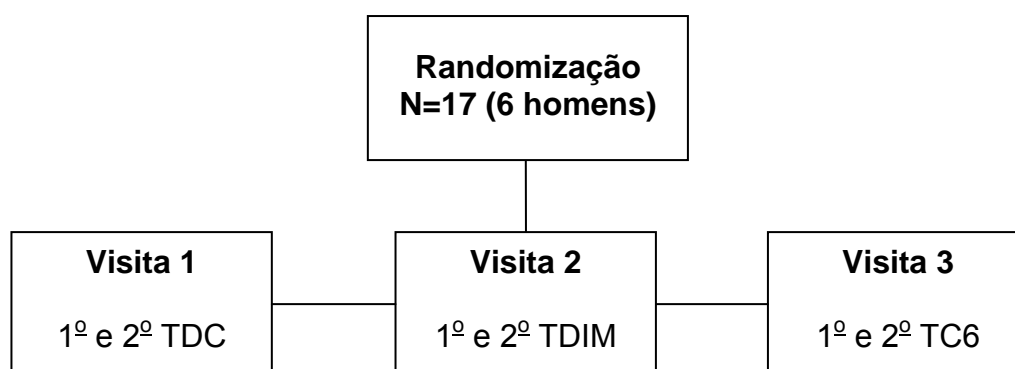 Randomização
N=17 (6 homens)
Visita 1
1º e 2º TDC
Visita 2
1º e 2º TDIM
Visita 3
1º e 2º TC6